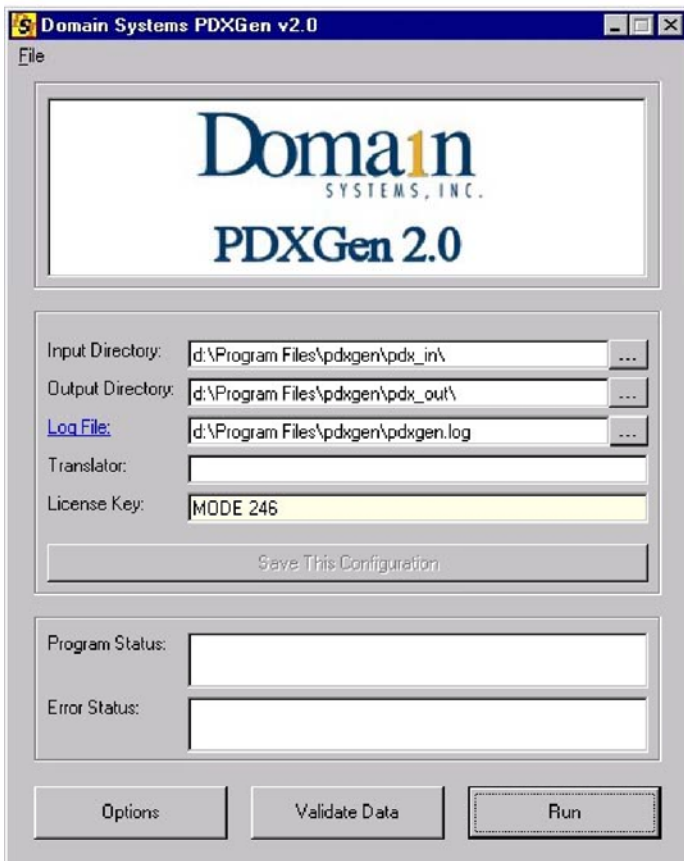 Domain Systems PDXGen v2.0
File
Domain
SYSTEMS, INC.
PDXGen 2.0
Input Directory: d:\Program Files\pdxgen\pdx_in\ ...
Output Directory: d:\Program Files\pdxgen\pdx_out\ ...
Log File: d:\Program Files\pdxgen\pdxgen.log ...
Translator:
License Key: MODE 246
Save This Configuration
Program Status:
Error Status:
Options Validate Data Run